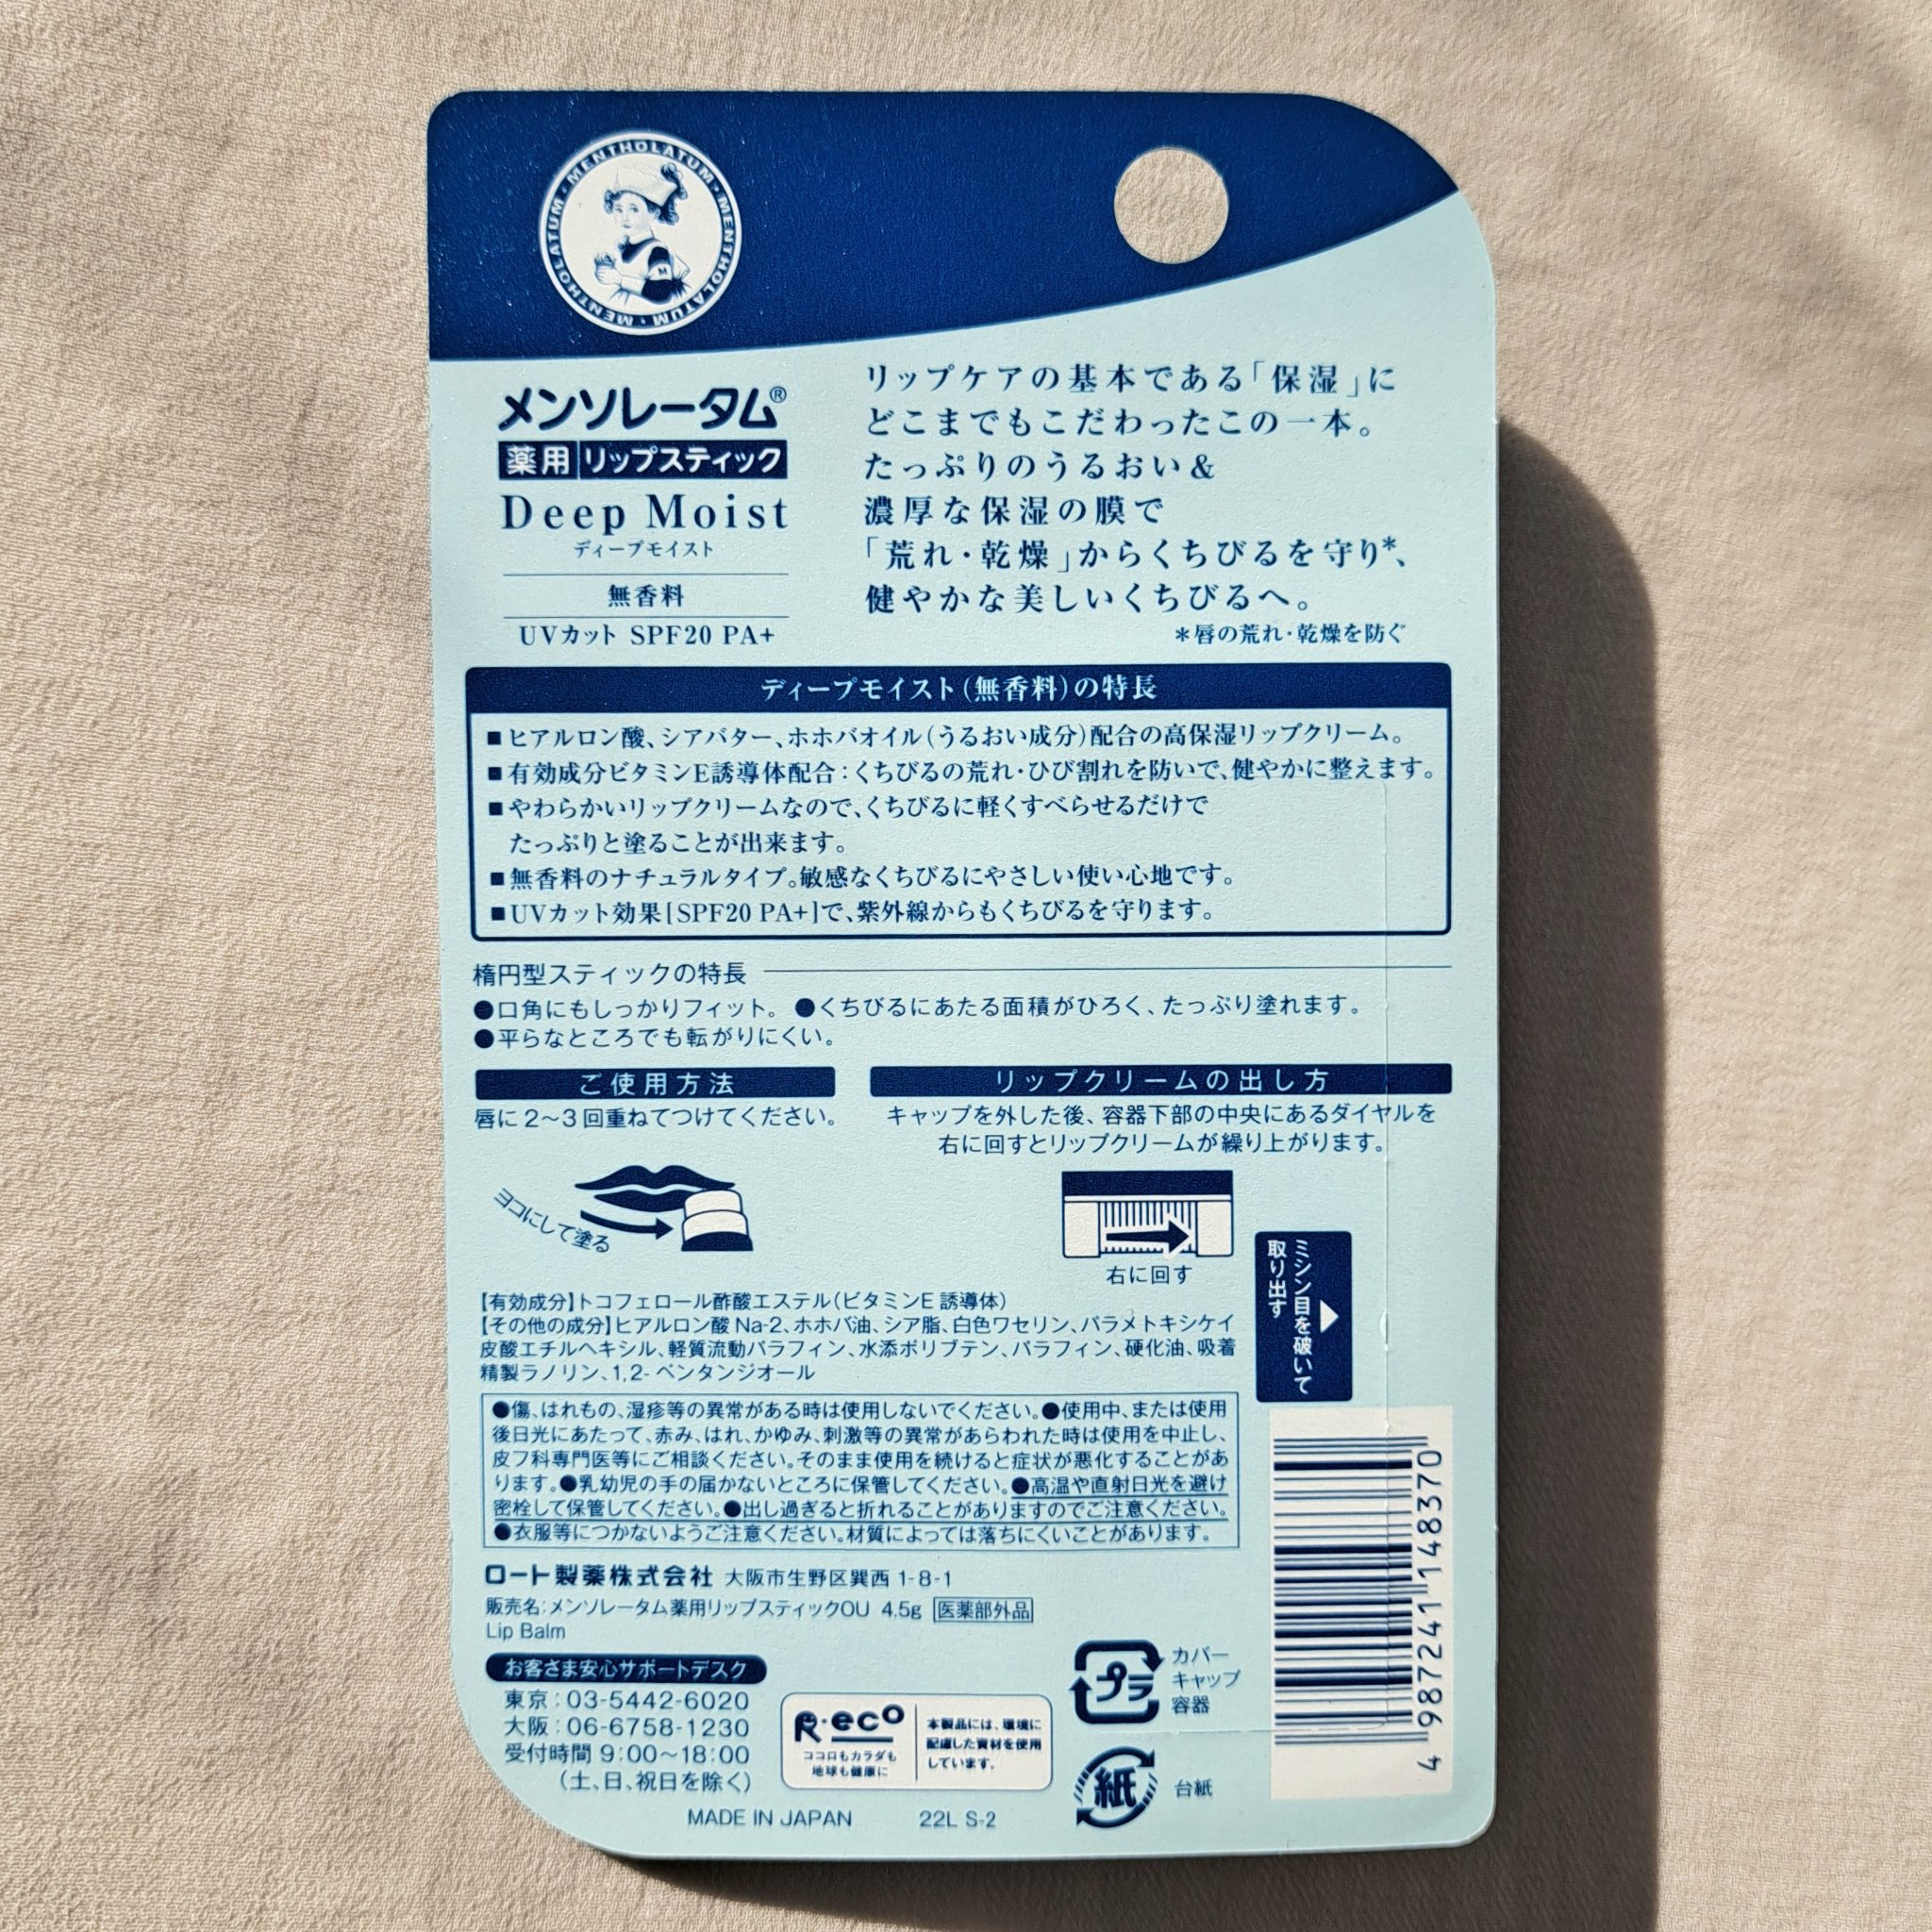 MENTHOLATUM・MENTHOLATUM・MENTHOLATUM・MENTHOLATUM・
メンソレータム®
薬用 リップスティック
Deep Moist
ディープモイスト
無香料
UVカット SPF20 PA+
リップケアの基本である「保湿」に
どこまでもこだわったこの一本。
たっぷりのうるおい&
濃厚な保湿の膜で
「荒れ・乾燥」からくちびるを守り*、
健やかな美しいくちびるへ。
*唇の荒れ・乾燥を防ぐ
ディープモイスト(無香料)の特長
■ヒアルロン酸、シアバター、ホホバオイル(うるおい成分)配合の高保湿リップクリーム。
■有効成分ビタミンE誘導体配合:くちびるの荒れ・ひび割れを防いで、健やかに整えます。
■やわらかいリップクリームなので、くちびるに軽くすべらせるだけで
たっぷりと塗ることが出来ます。
■無香料のナチュラルタイプ。敏感なくちびるにやさしい使い心地です。
■UVカット効果[SPF20 PA+]で、紫外線からもくちびるを守ります。
楕円型スティックの特長
●口角にもしっかりフィット。 ●くちびるにあたる面積がひろく、たっぷり塗れます。
●平らなところでも転がりにくい。
ご使用方法
唇に2〜3回重ねてつけてください。
ヨコにして塗る
リップクリームの出し方
キャップを外した後、容器下部の中央にあるダイヤルを
右に回すとリップクリームが繰り上がります。
右に回す
ミシン目を破いて
取り出す
【有効成分】トコフェロール酢酸エステル(ビタミンE 誘導体)
【その他の成分】ヒアルロン酸 Na-2、ホホバ油、シア脂、白色ワセリン、パラメトキシケイ
皮酸エチルヘキシル、軽質流動パラフィン、水添ポリブテン、パラフィン、硬化油、吸着
精製ラノリン、1,2- ペンタンジオール
●傷、はれもの、湿疹等の異常がある時は使用しないでください。●使用中、または使用
後日光にあたって、赤み、はれ、かゆみ、刺激等の異常があらわれた時は使用を中止し、
皮フ科専門医等にご相談ください。そのまま使用を続けると症状が悪化することがあ
ります。●乳幼児の手の届かないところに保管してください。●高温や直射日光を避け
密栓して保管してください。●出し過ぎると折れることがありますのでご注意ください。
●衣服等につかないようご注意ください。材質によっては落ちにくいことがあります。
ロート製薬株式会社 大阪市生野区巽西 1-8-1
販売名:メンソレータム薬用リップスティックOU 4.5g 医薬部外品
Lip Balm
お客さま安心サポートデスク
東京:03-5442-6020
大阪:06-6758-1230
受付時間 9:00〜18:00
(土、日、祝日を除く)
R・eco
ココロもカラダも
地球も健康に
本製品には、環境に
配慮した資材を使用
しています。
プラ
カバー
キャップ
容器
紙
台紙
4 987241 148370
MADE IN JAPAN 22L S-2